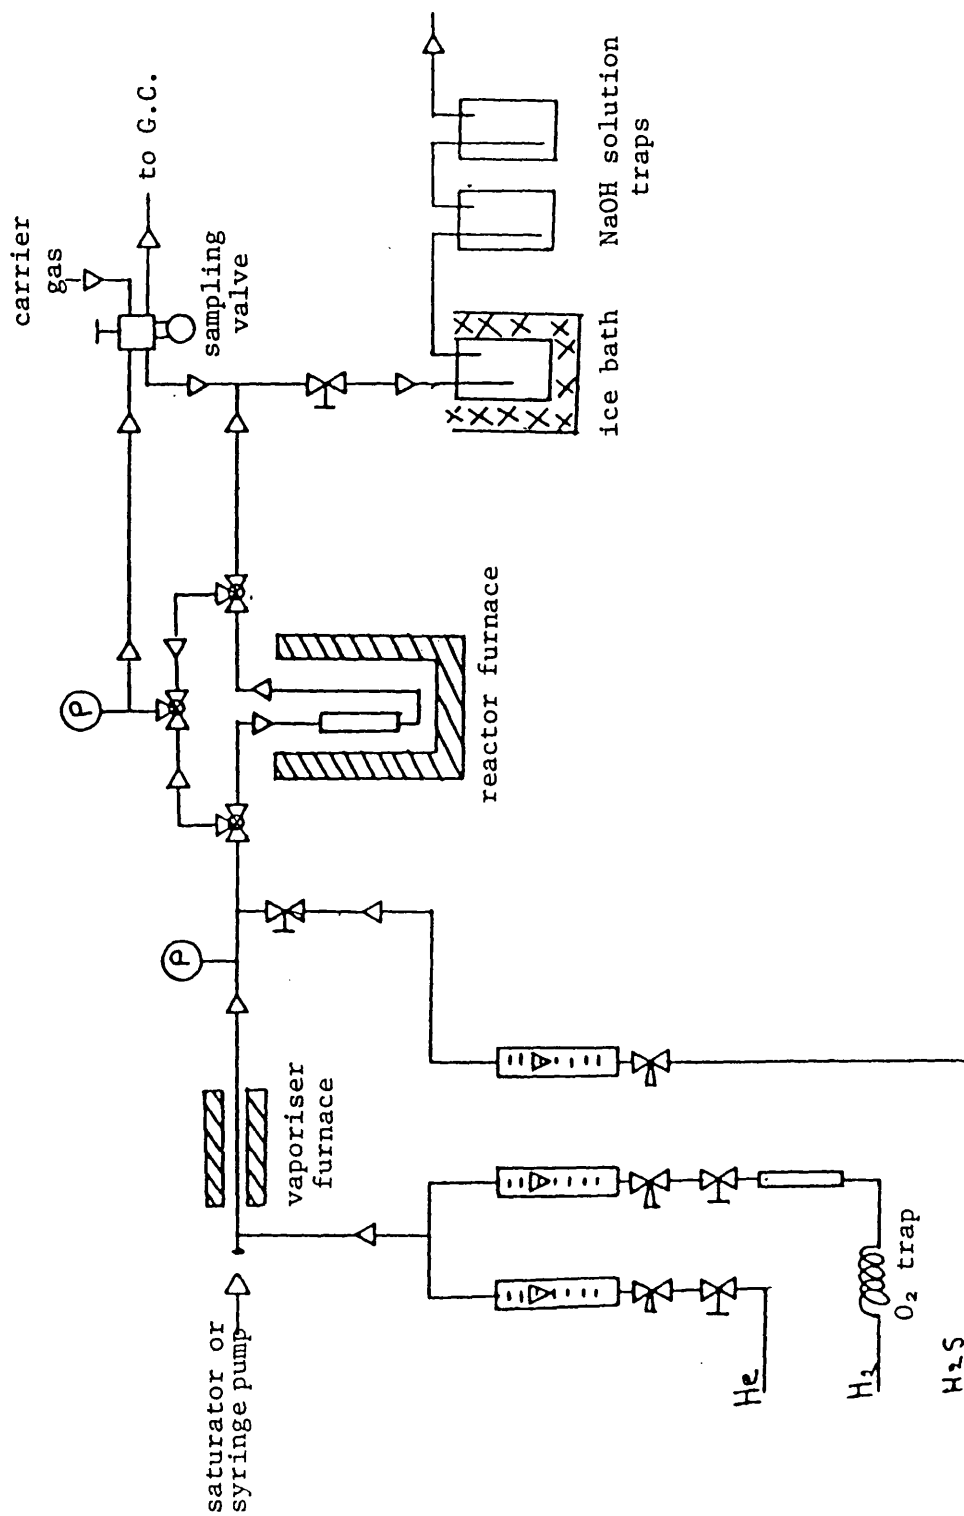 carrier
gas
to G.C.
sampling
valve
P
P
saturator or
syringe pump
vaporiser
furnace
reactor furnace
ice bath
NaOH solution
traps
He
H₂
O₂ trap
H2S